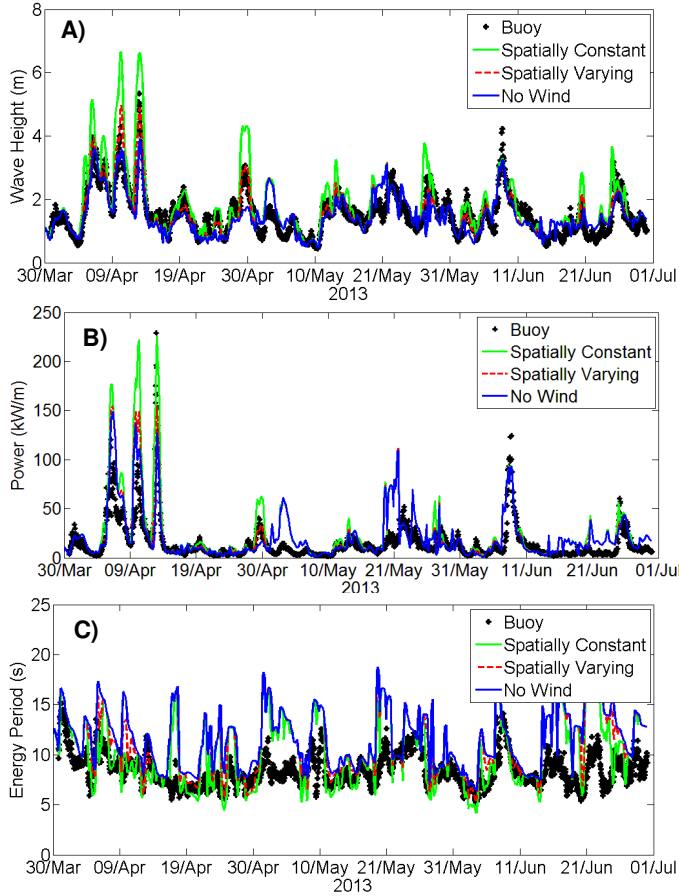 A)
Wave Height (m)
8
6
4
2
0
Buoy
Spatially Constant
Spatially Varying
No Wind
30/Mar 09/Apr 19/Apr 30/Apr 10/May 21/May 31/May 11/Jun 21/Jun 01/Jul
2013
B)
Power (kW/m)
250
200
150
100
50
0
Buoy
Spatially Constant
Spatially Varying
No Wind
30/Mar 09/Apr 19/Apr 30/Apr 10/May 21/May 31/May 11/Jun 21/Jun 01/Jul
2013
C)
Energy Period (s)
25
20
15
10
5
0
Buoy
Spatially Constant
Spatially Varying
No Wind
30/Mar 09/Apr 19/Apr 30/Apr 10/May 21/May 31/May 11/Jun 21/Jun 01/Jul
2013